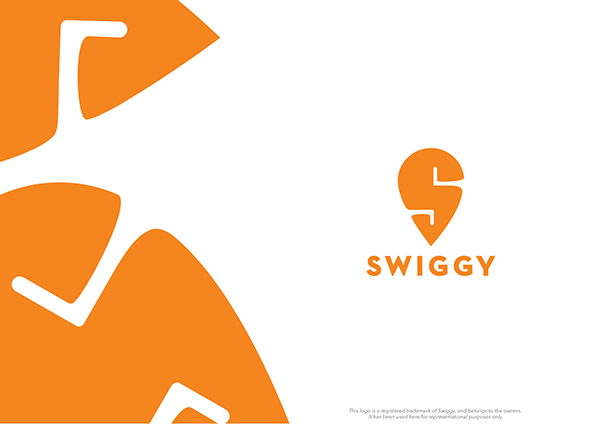 SWIGGY
This logo is a registered trademark of Swiggy, and belongs to the owners.
It has been used here for representational purposes only.